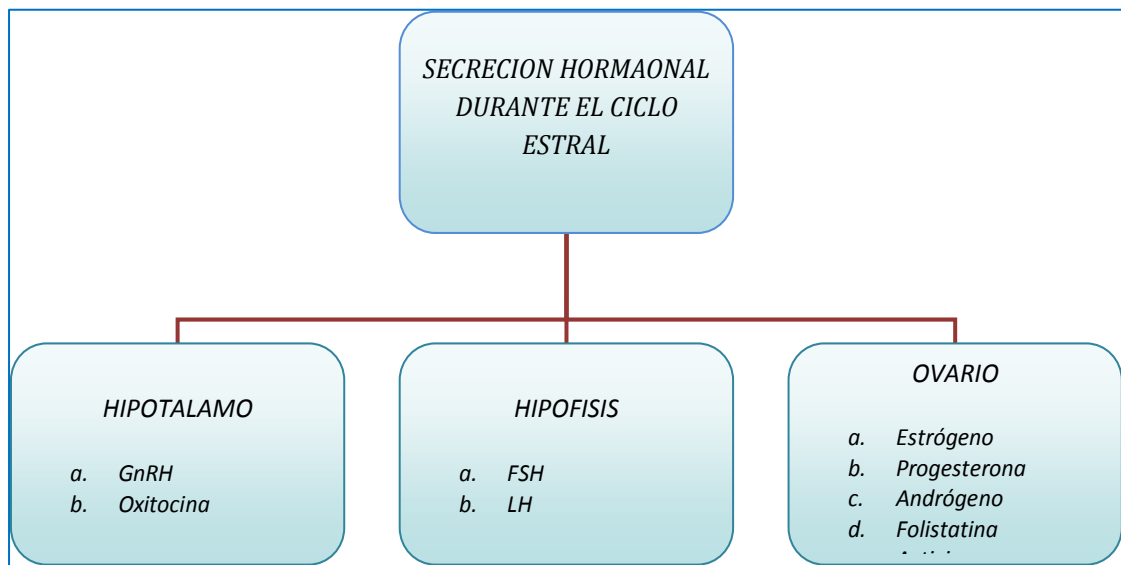 SECRECION HORMAONAL
DURANTE EL CICLO
ESTRAL
HIPOTALAMO
a. GnRH
b. Oxitocina
HIPOFISIS
a. FSH
b. LH
OVARIO
a. Estrógeno
b. Progesterona
c. Andrógeno
d. Folistatina